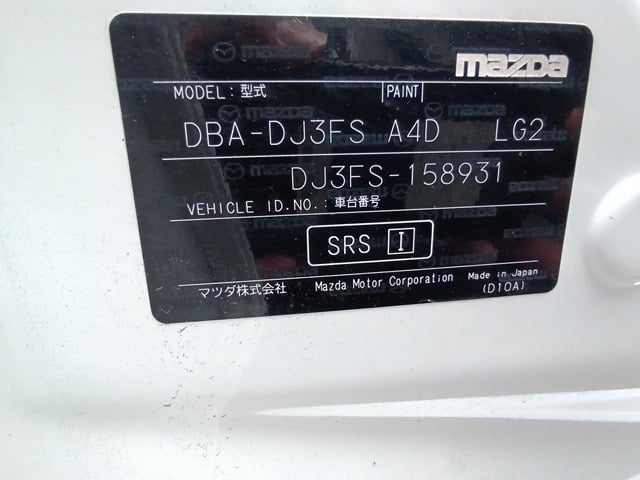 mazda
MODEL: 型式 PAINT
DBA-DJ3FS A4D LG2
DJ3FS-158931
VEHICLE ID.NO.: 車台番号
SRS I
マツダ株式会社 Mazda Motor Corporation Made in Japan
(D10A)